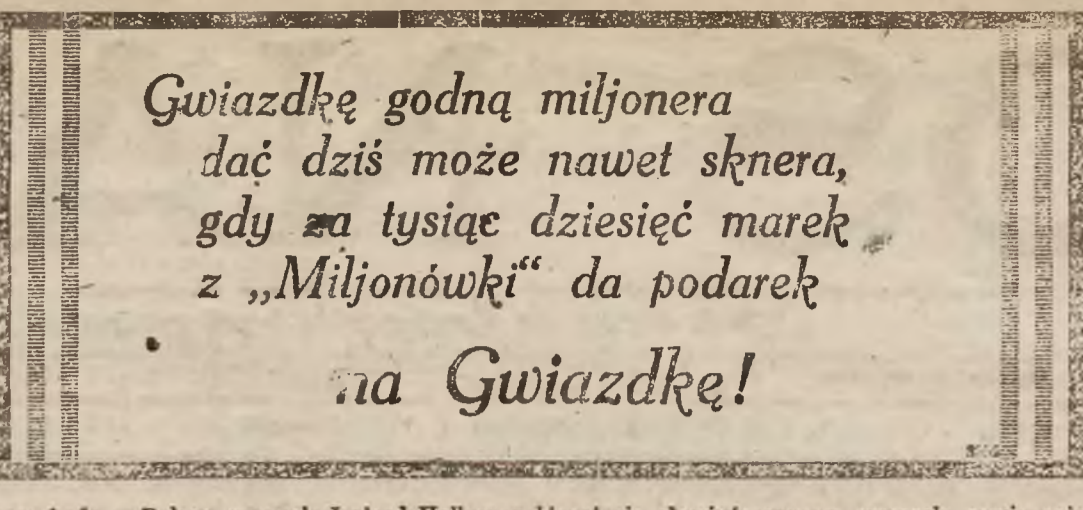 Gwiazdkę godną miljonera
dać dziś może nawet sknera,
gdy za tysiąc dziesięć marek
z „Miljonówki“ da podarek
na Gwiazdkę!